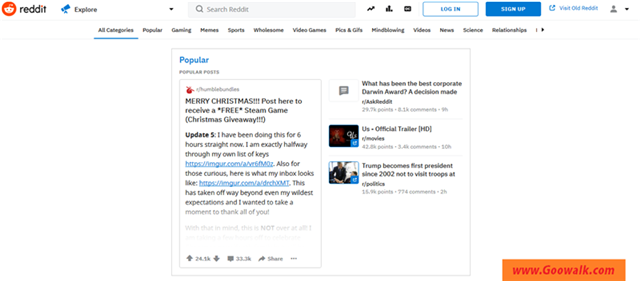 reddit
Explore
Search Reddit
LOG IN
SIGN UP
Visit Old Reddit
All Categories Popular Gaming Memes Sports Wholesome Video Games Pics & Gifs Mindblowing Videos News Science Relationships
Popular
POPULAR POSTS
r/humblebundles
MERRY CHRISTMAS!!! Post here to
receive a *FREE* Steam Game
(Christmas Giveaway!!!)
Update 5: I have been doing this for 6
hours straight now. I am exactly halfway
through my own list of keys
https://imgur.com/a/vr6fM0z. Also for
those curious, here is what my inbox looks
like: https://imgur.com/a/drchXMT. This
has taken off way beyond even my wildest
expectations and I wanted to take a
moment to thank all of you!
With that in mind, this is NOT over at all! I
24.1k 33.3k Share
What has been the best corporate
Darwin Award? A decision made
r/AskReddit
29.7k points · 8.1k comments · 9h
Us - Official Trailer [HD]
r/movies
42.8k points · 3.4k comments · 10h
Trump becomes first president
since 2002 not to visit troops at
r/politics
15.9k points · 774 comments · 2h
www.Goowalk.com